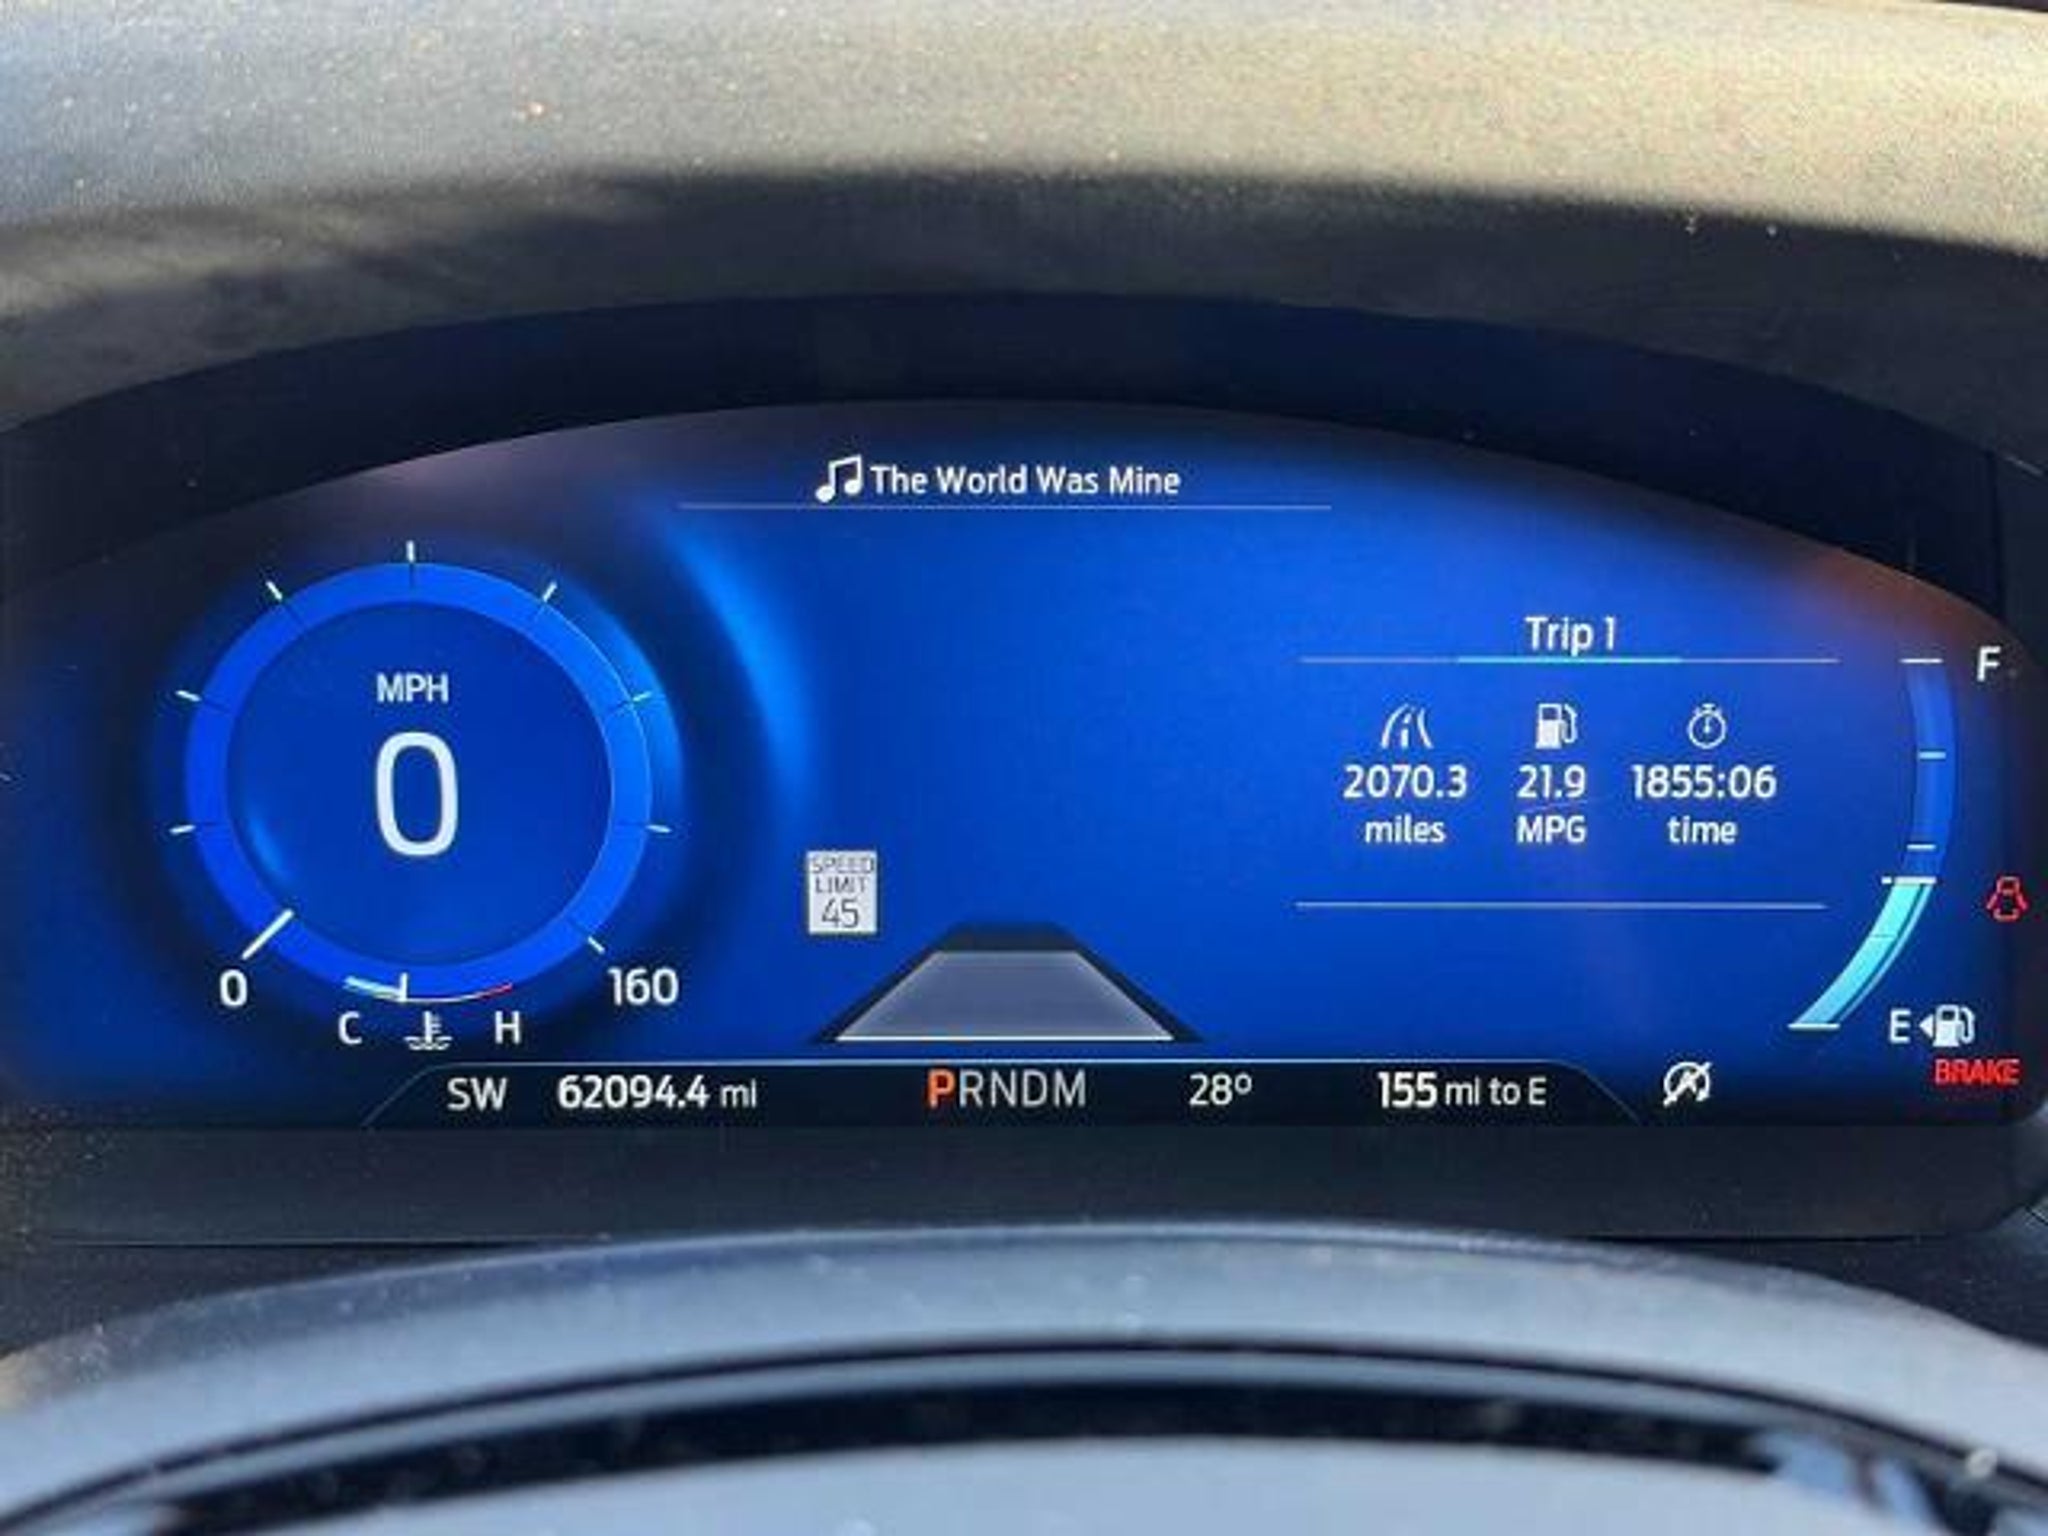 The World Was Mine
MPH
0
0
160
C
H
SPEED
LIMIT
45
Trip 1
2070.3 21.9 1855:06
miles MPG time
F
E
BRAKE
SW 62094.4 mi PRNDM 28º 155 mi to E